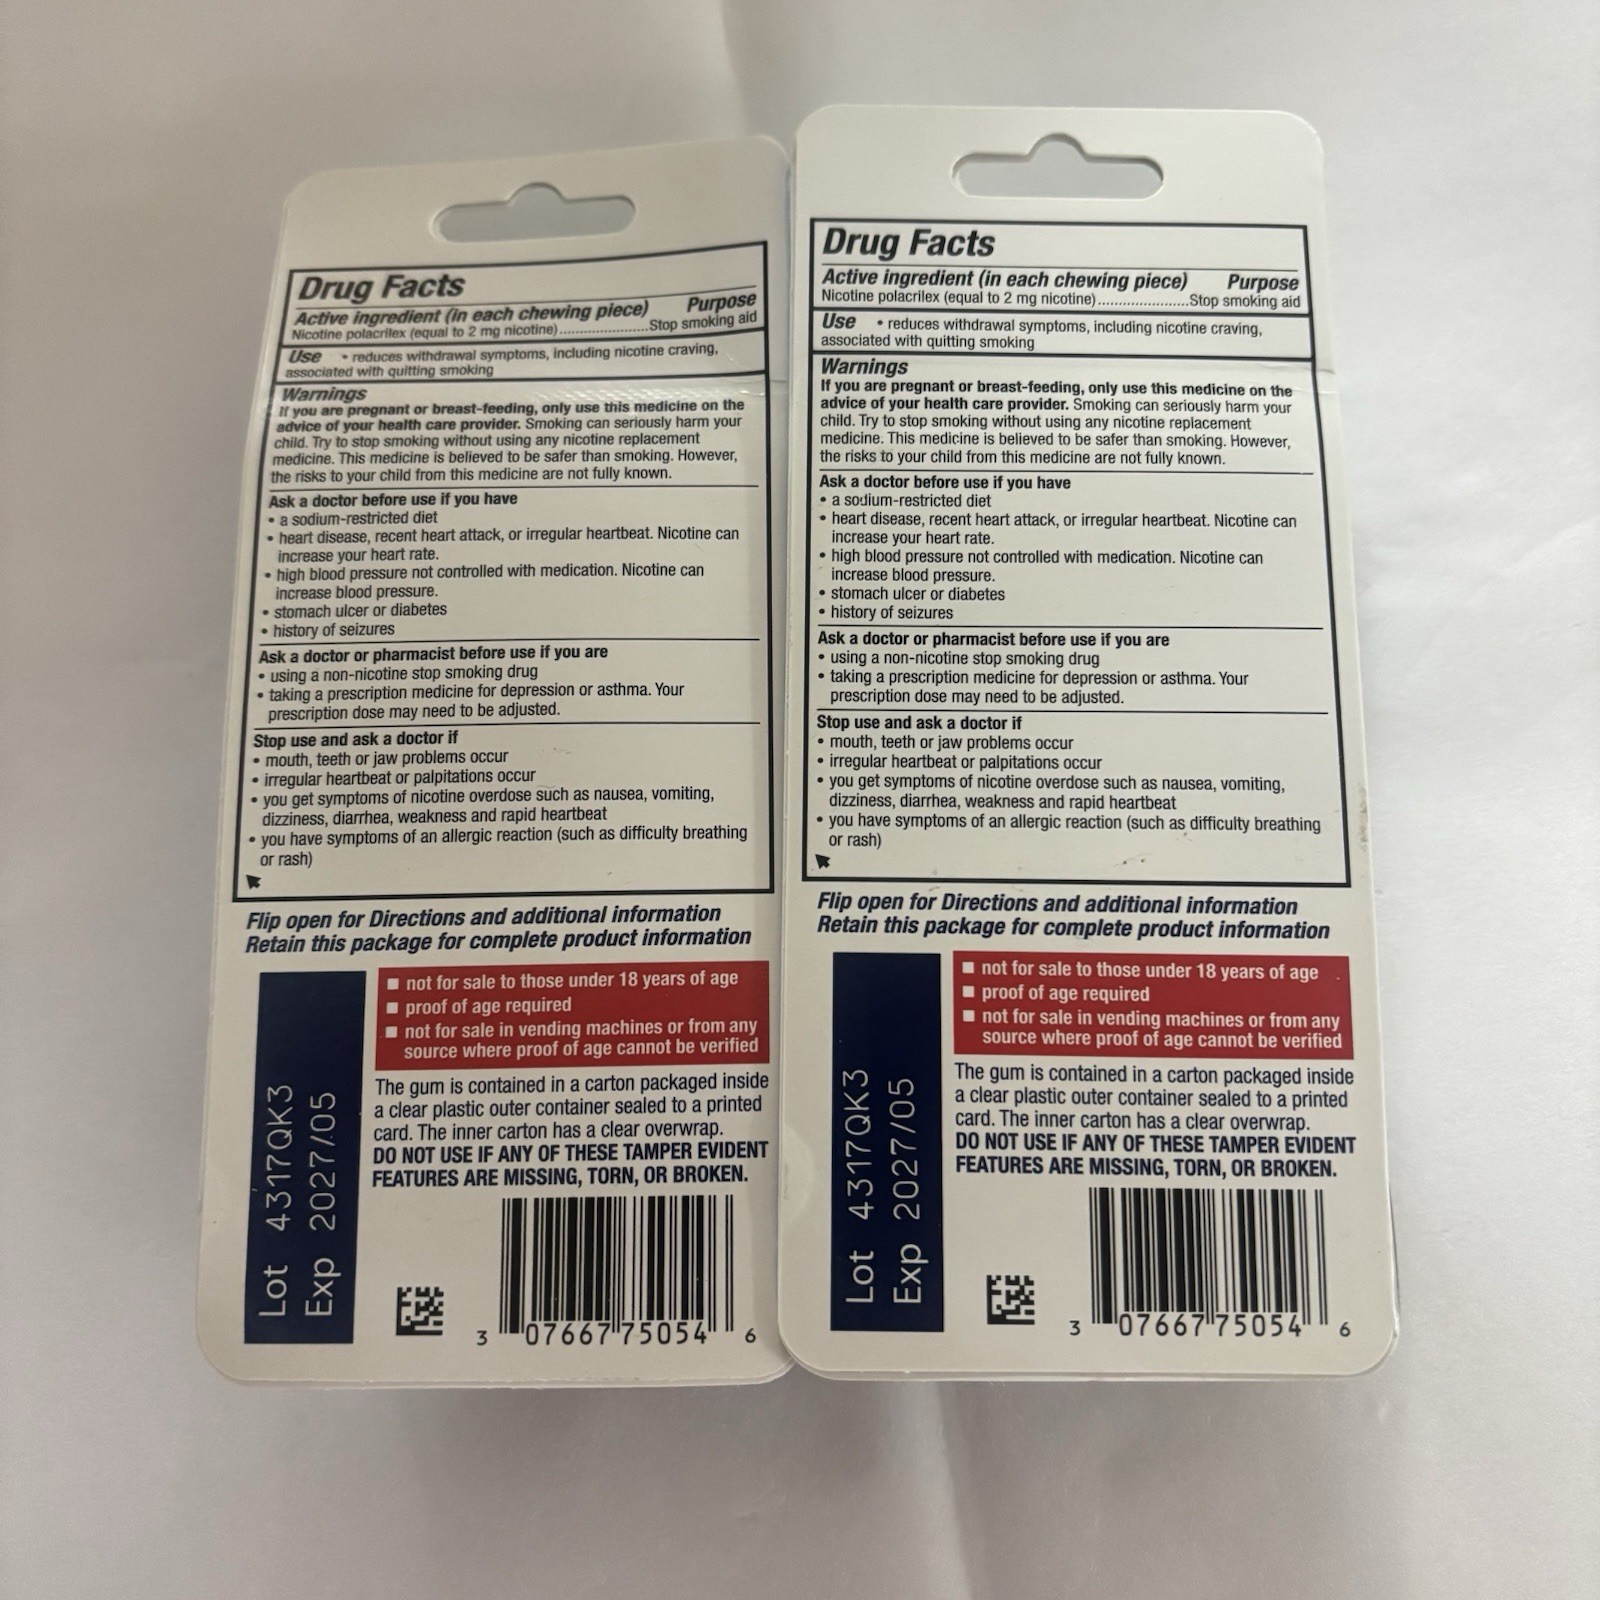 Drug Facts
Active ingredient (in each chewing piece) Purpose
Nicotine polacrilex (equal to 2 mg nicotine)......................Stop smoking aid
Use • reduces withdrawal symptoms, including nicotine craving,
associated with quitting smoking
Warnings
If you are pregnant or breast-feeding, only use this medicine on the
advice of your health care provider. Smoking can seriously harm your
child. Try to stop smoking without using any nicotine replacement
medicine. This medicine is believed to be safer than smoking. However,
the risks to your child from this medicine are not fully known.
Ask a doctor before use if you have
• a sodium-restricted diet
• heart disease, recent heart attack, or irregular heartbeat. Nicotine can
increase your heart rate.
• high blood pressure not controlled with medication. Nicotine can
increase blood pressure.
• stomach ulcer or diabetes
• history of seizures
Ask a doctor or pharmacist before use if you are
• using a non-nicotine stop smoking drug
• taking a prescription medicine for depression or asthma. Your
prescription dose may need to be adjusted.
Stop use and ask a doctor if
• mouth, teeth or jaw problems occur
• irregular heartbeat or palpitations occur
• you get symptoms of nicotine overdose such as nausea, vomiting,
dizziness, diarrhea, weakness and rapid heartbeat
• you have symptoms of an allergic reaction (such as difficulty breathing
or rash)
Flip open for Directions and additional information
Retain this package for complete product information
Lot 4317QK3
Exp 2027/05
■ not for sale to those under 18 years of age
■ proof of age required
■ not for sale in vending machines or from any
source where proof of age cannot be verified
The gum is contained in a carton packaged inside
a clear plastic outer container sealed to a printed
card. The inner carton has a clear overwrap.
DO NOT USE IF ANY OF THESE TAMPER EVIDENT
FEATURES ARE MISSING, TORN, OR BROKEN.
3 07667 75054 6
Drug Facts
Active ingredient (in each chewing piece) Purpose
Nicotine polacrilex (equal to 2 mg nicotine)......................Stop smoking aid
Use • reduces withdrawal symptoms, including nicotine craving,
associated with quitting smoking
Warnings
If you are pregnant or breast-feeding, only use this medicine on the
advice of your health care provider. Smoking can seriously harm your
child. Try to stop smoking without using any nicotine replacement
medicine. This medicine is believed to be safer than smoking. However,
the risks to your child from this medicine are not fully known.
Ask a doctor before use if you have
• a sodium-restricted diet
• heart disease, recent heart attack, or irregular heartbeat. Nicotine can
increase your heart rate.
• high blood pressure not controlled with medication. Nicotine can
increase blood pressure.
• stomach ulcer or diabetes
• history of seizures
Ask a doctor or pharmacist before use if you are
• using a non-nicotine stop smoking drug
• taking a prescription medicine for depression or asthma. Your
prescription dose may need to be adjusted.
Stop use and ask a doctor if
• mouth, teeth or jaw problems occur
• irregular heartbeat or palpitations occur
• you get symptoms of nicotine overdose such as nausea, vomiting,
dizziness, diarrhea, weakness and rapid heartbeat
• you have symptoms of an allergic reaction (such as difficulty breathing
or rash)
Flip open for Directions and additional information
Retain this package for complete product information
Lot 4317QK3
Exp 2027/05
■ not for sale to those under 18 years of age
■ proof of age required
■ not for sale in vending machines or from any
source where proof of age cannot be verified
The gum is contained in a carton packaged inside
a clear plastic outer container sealed to a printed
card. The inner carton has a clear overwrap.
DO NOT USE IF ANY OF THESE TAMPER EVIDENT
FEATURES ARE MISSING, TORN, OR BROKEN.
3 07667 75054 6